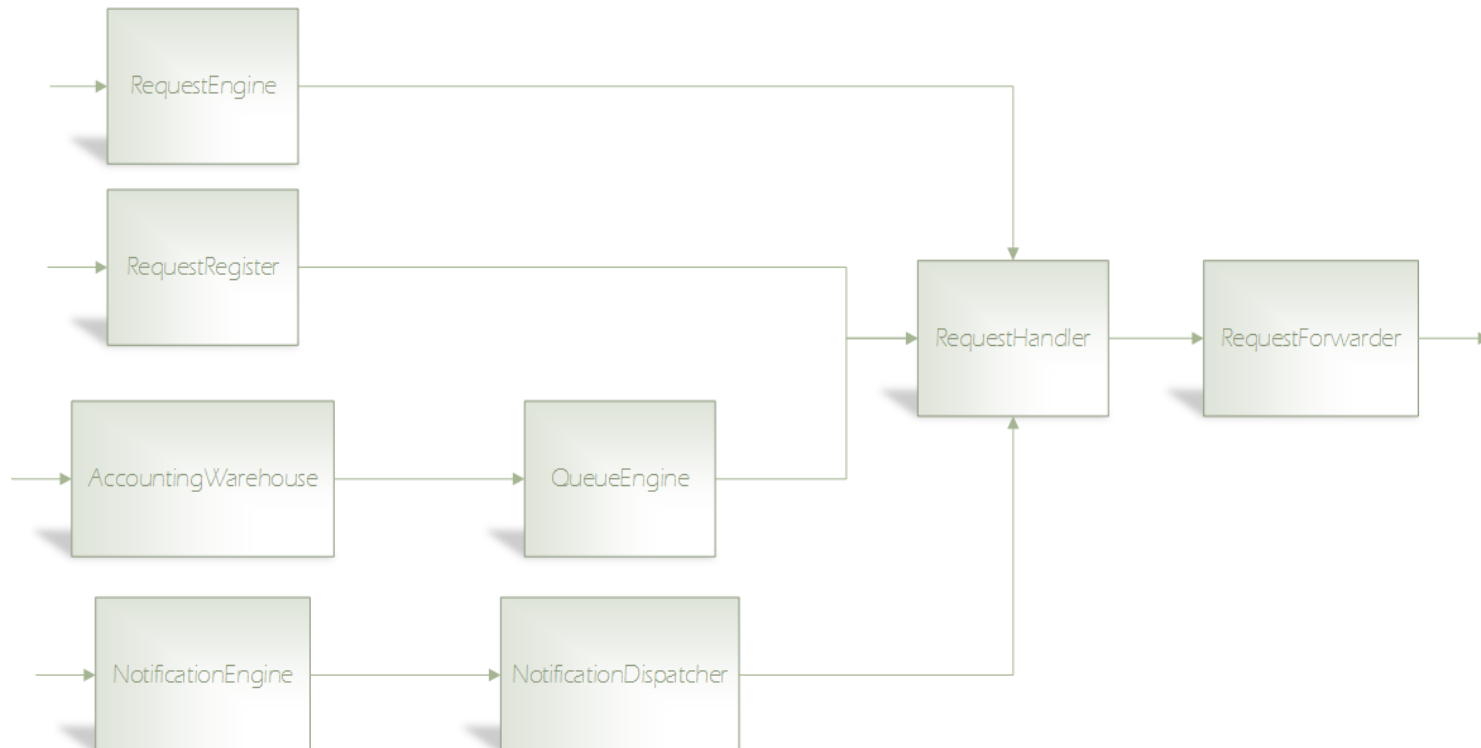 RequestEngine
RequestRegister
RequestHandler
RequestForwarder
AccountingWarehouse
QueueEngine
NotificationEngine
NotificationDispatcher